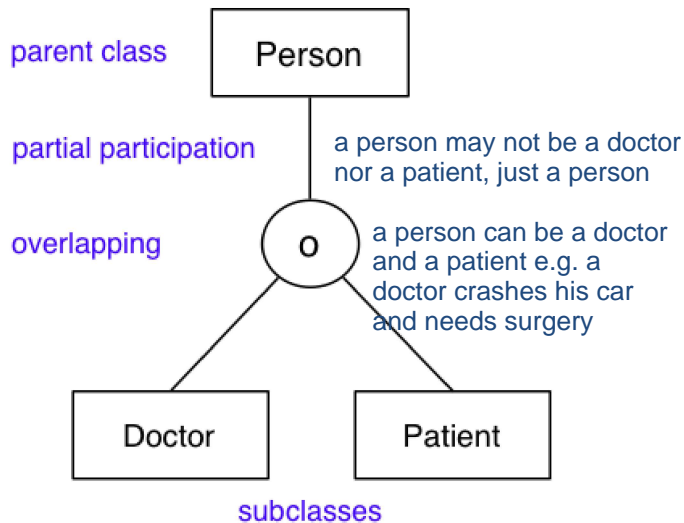 parent class
Person
partial participation
a person may not be a doctor
nor a patient, just a person
overlapping
o
a person can be a doctor
and a patient e.g. a
doctor crashes his car
and needs surgery
Doctor
Patient
subclasses